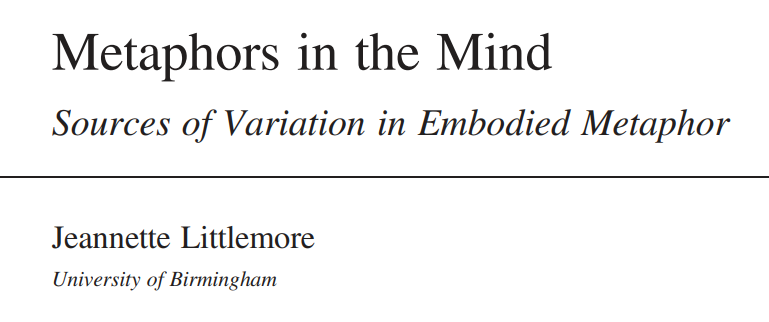 Metaphors in the Mind
Sources of Variation in Embodied Metaphor
Jeannette Littlemore
University of Birmingham